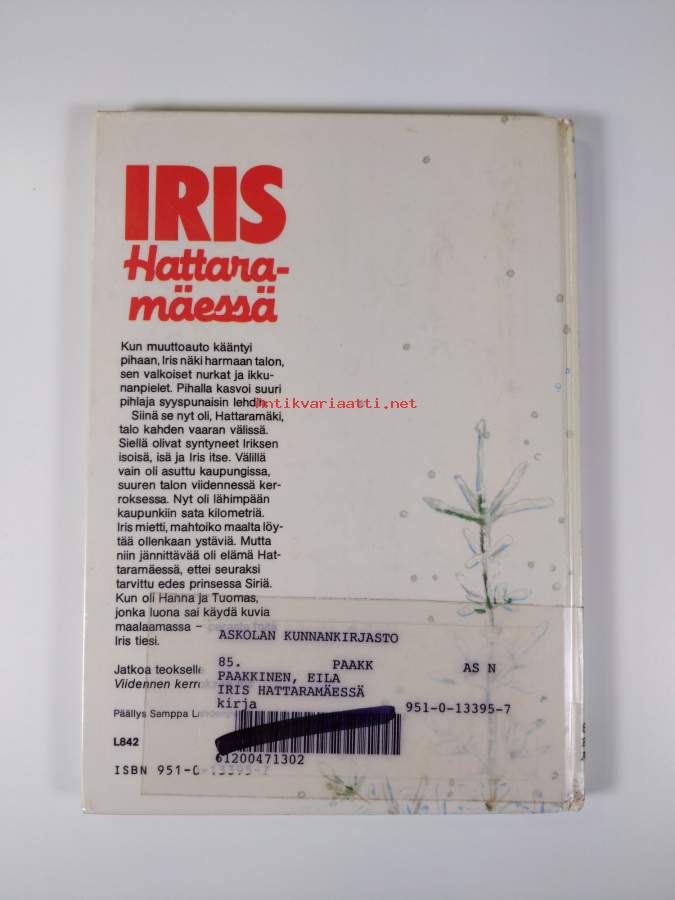 IRIS
Hattara-
mäessä
Kun muuttoauto kääntyi
pihaan, Iris näki harmaan talon,
sen valkoiset nurkat ja ikku-
nanpielet. Pihalla kasvoi suuri
pihlaja syyspunaisin
antikvariaatti.net
Siinä se nyt oli, Hattaramäki,
talo kahden vaaran välissä.
Siellä olivat syntyneet Iriksen
isoisä, isä ja Iris itse. Välillä
vain oli asuttu kaupungissa,
suuren talon viidennessä ker-
roksessa. Nyt oli lähimpään
kaupunkiin sata kilometriä.
Iris mietti, mahtoiko maalta löy-
tää ollenkaan ystäviä. Mutta
niin jännittävää oli elämä Hat-
taramäessä, ettei seuraksi
tarvittu edes prinsessa Siriä.
Kun oli Hanna ja Tuomas,
jonka luona sai käydä kuvia
maalaamassa –
Iris tiesi.
Jatkoa teokselle
Viidennen
Päällys Samppa
L842
ISBN 951-0-13395-7
ASKOLAN KUNNANKIRJASTO
85. PAAKK AS N
PAAKKINEN, EILA
IRIS HATTARAMÄESSÄ
kirja 951-0-13395-7
61200471302